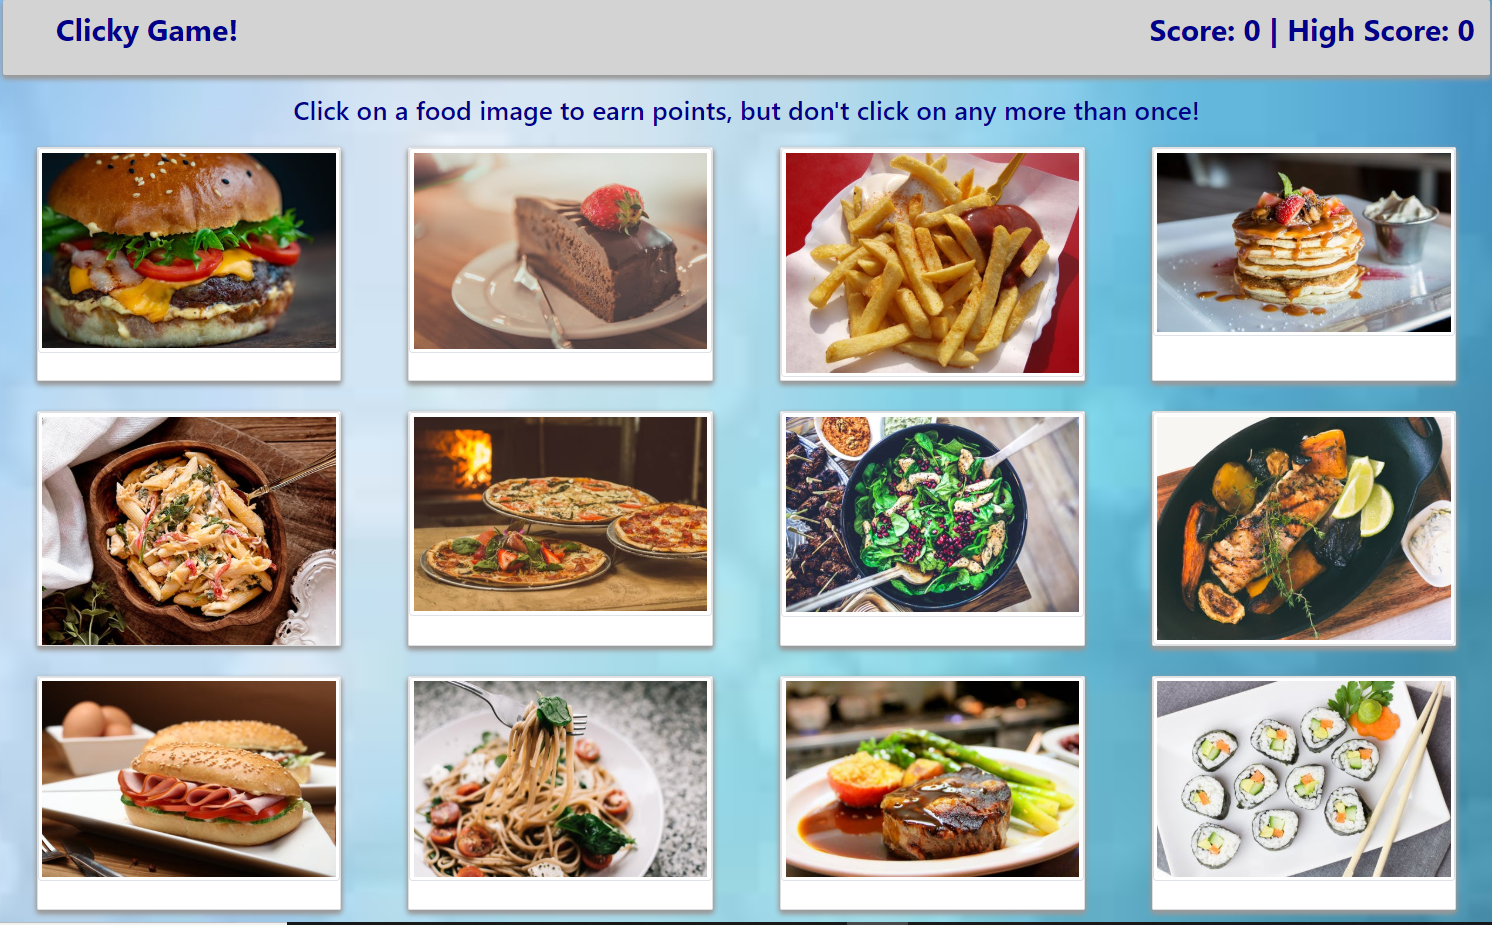 Clicky Game!
Score: 0 | High Score: 0
Click on a food image to earn points, but don't click on any more than once!